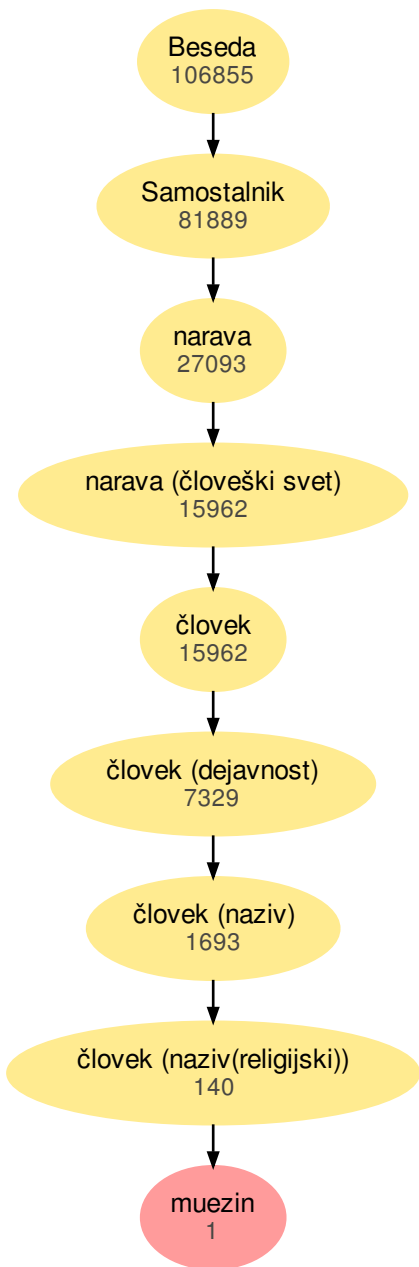 Beseda
106855
Samostalnik
81889
narava
27093
narava (človeški svet)
15962
človek
15962
človek (dejavnost)
7329
človek (naziv)
1693
človek (naziv(religijski))
140
muezin
1